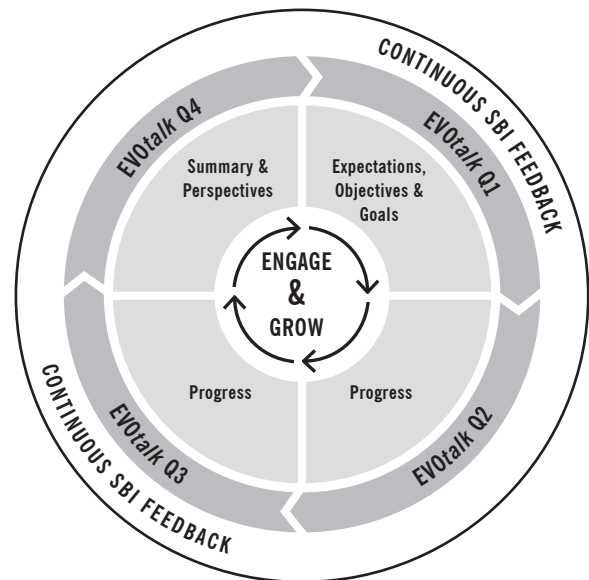 CONTINUOUS SBI FEEDBACK
EVOtalk Q4
EVOtalk Q1
Summary &
Perspectives
Expectations,
Objectives &
Goals
ENGAGE
&
GROW
Progress
Progress
EVOtalk Q3
EVOtalk Q2
CONTINUOUS SBI FEEDBACK